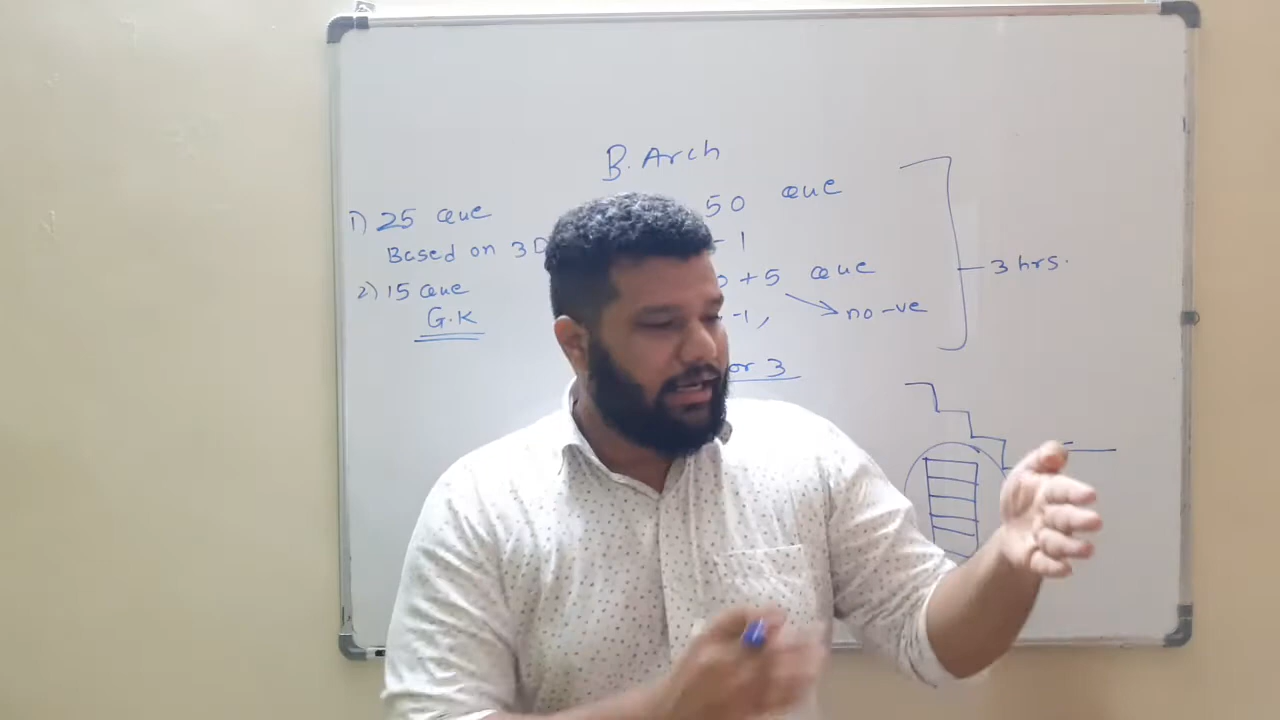 B. Arch
1) 25 que
Based on 3D
2) 15 que
G.K
50 que
- 1
+ 5 que
-1,
no -ve
or 3
3 hrs.